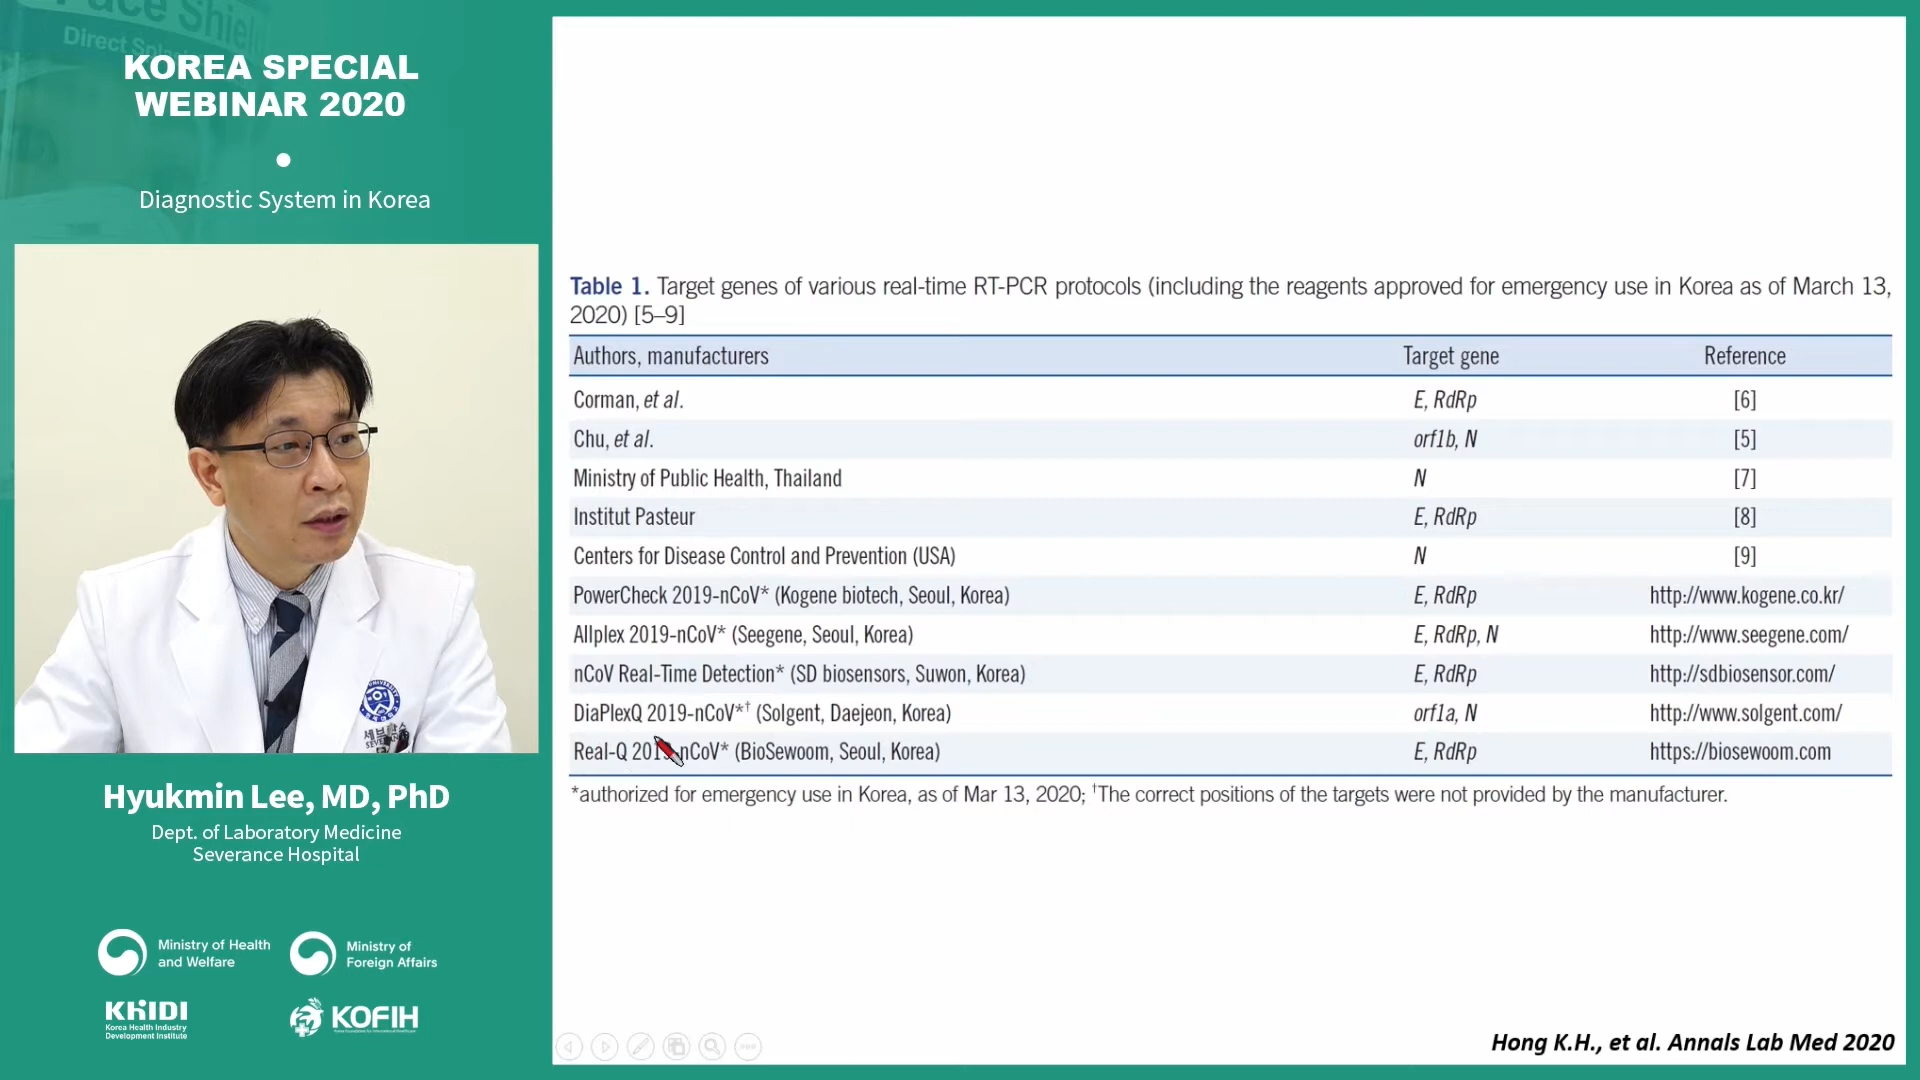 Face Shield
KOREA SPECIAL
WEBINAR 2020
Diagnostic System in Korea
세브란스
SEVERANCE
Hyukmin Lee, MD, PhD
Dept. of Laboratory Medicine
Severance Hospital
Ministry of Health
and Welfare
Ministry of
Foreign Affairs
KHIDI
Korea Health Industry
Development Institute
KOFIH
Table 1. Target genes of various real-time RT-PCR protocols (including the reagents approved for emergency use in Korea as of March 13,
2020) [5–9]
Authors, manufacturers Target gene Reference
Corman, et al. E, RdRp [6]
Chu, et al. orf1b, N [5]
Ministry of Public Health, Thailand N [7]
Institut Pasteur E, RdRp [8]
Centers for Disease Control and Prevention (USA) N [9]
PowerCheck 2019-nCoV* (Kogene biotech, Seoul, Korea) E, RdRp http://www.kogene.co.kr/
Allplex 2019-nCoV* (Seegene, Seoul, Korea) E, RdRp, N http://www.seegene.com/
nCoV Real-Time Detection* (SD biosensors, Suwon, Korea) E, RdRp http://sdbiosensor.com/
DiaPlexQ 2019-nCoV*† (Solgent, Daejeon, Korea) orf1a, N http://www.solgent.com/
Real-Q 2019-nCoV* (BioSewoom, Seoul, Korea) E, RdRp https://biosewoom.com
*authorized for emergency use in Korea, as of Mar 13, 2020; †The correct positions of the targets were not provided by the manufacturer.
Hong K.H., et al. Annals Lab Med 2020